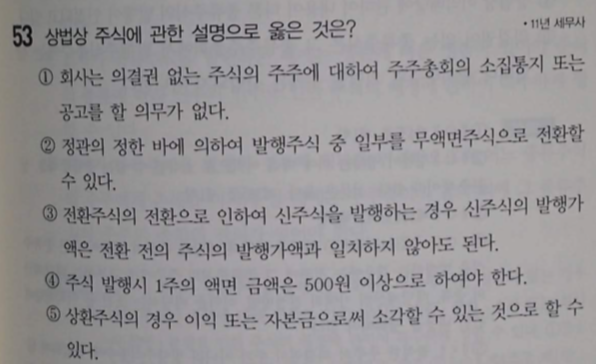 53 상법상 주식에 관한 설명으로 옳은 것은?
• 11년 세무사
① 회사는 의결권 없는 주식의 주주에 대하여 주주총회의 소집통지 또는
공고를 할 의무가 없다.
② 정관의 정한 바에 의하여 발행주식 중 일부를 무액면주식으로 전환할
수 있다.
③ 전환주식의 전환으로 인하여 신주식을 발행하는 경우 신주식의 발행가
액은 전환 전의 주식의 발행가액과 일치하지 않아도 된다.
④ 주식 발행시 1주의 액면 금액은 500원 이상으로 하여야 한다.
⑤ 상환주식의 경우 이익 또는 자본금으로써 소각할 수 있는 것으로 할 수
있다.